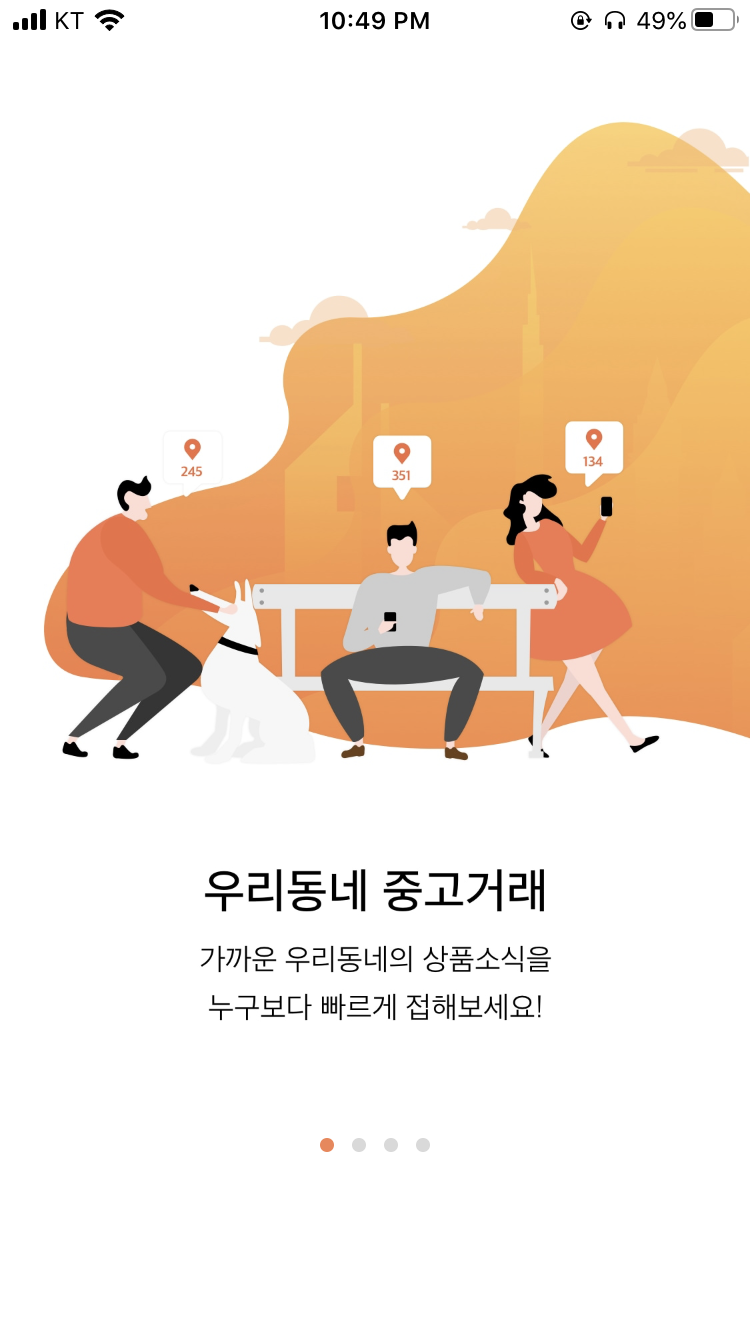 KT 10:49 PM 49%
245
351
134
우리동네 중고거래
가까운 우리동네의 상품소식을
누구보다 빠르게 접해보세요!